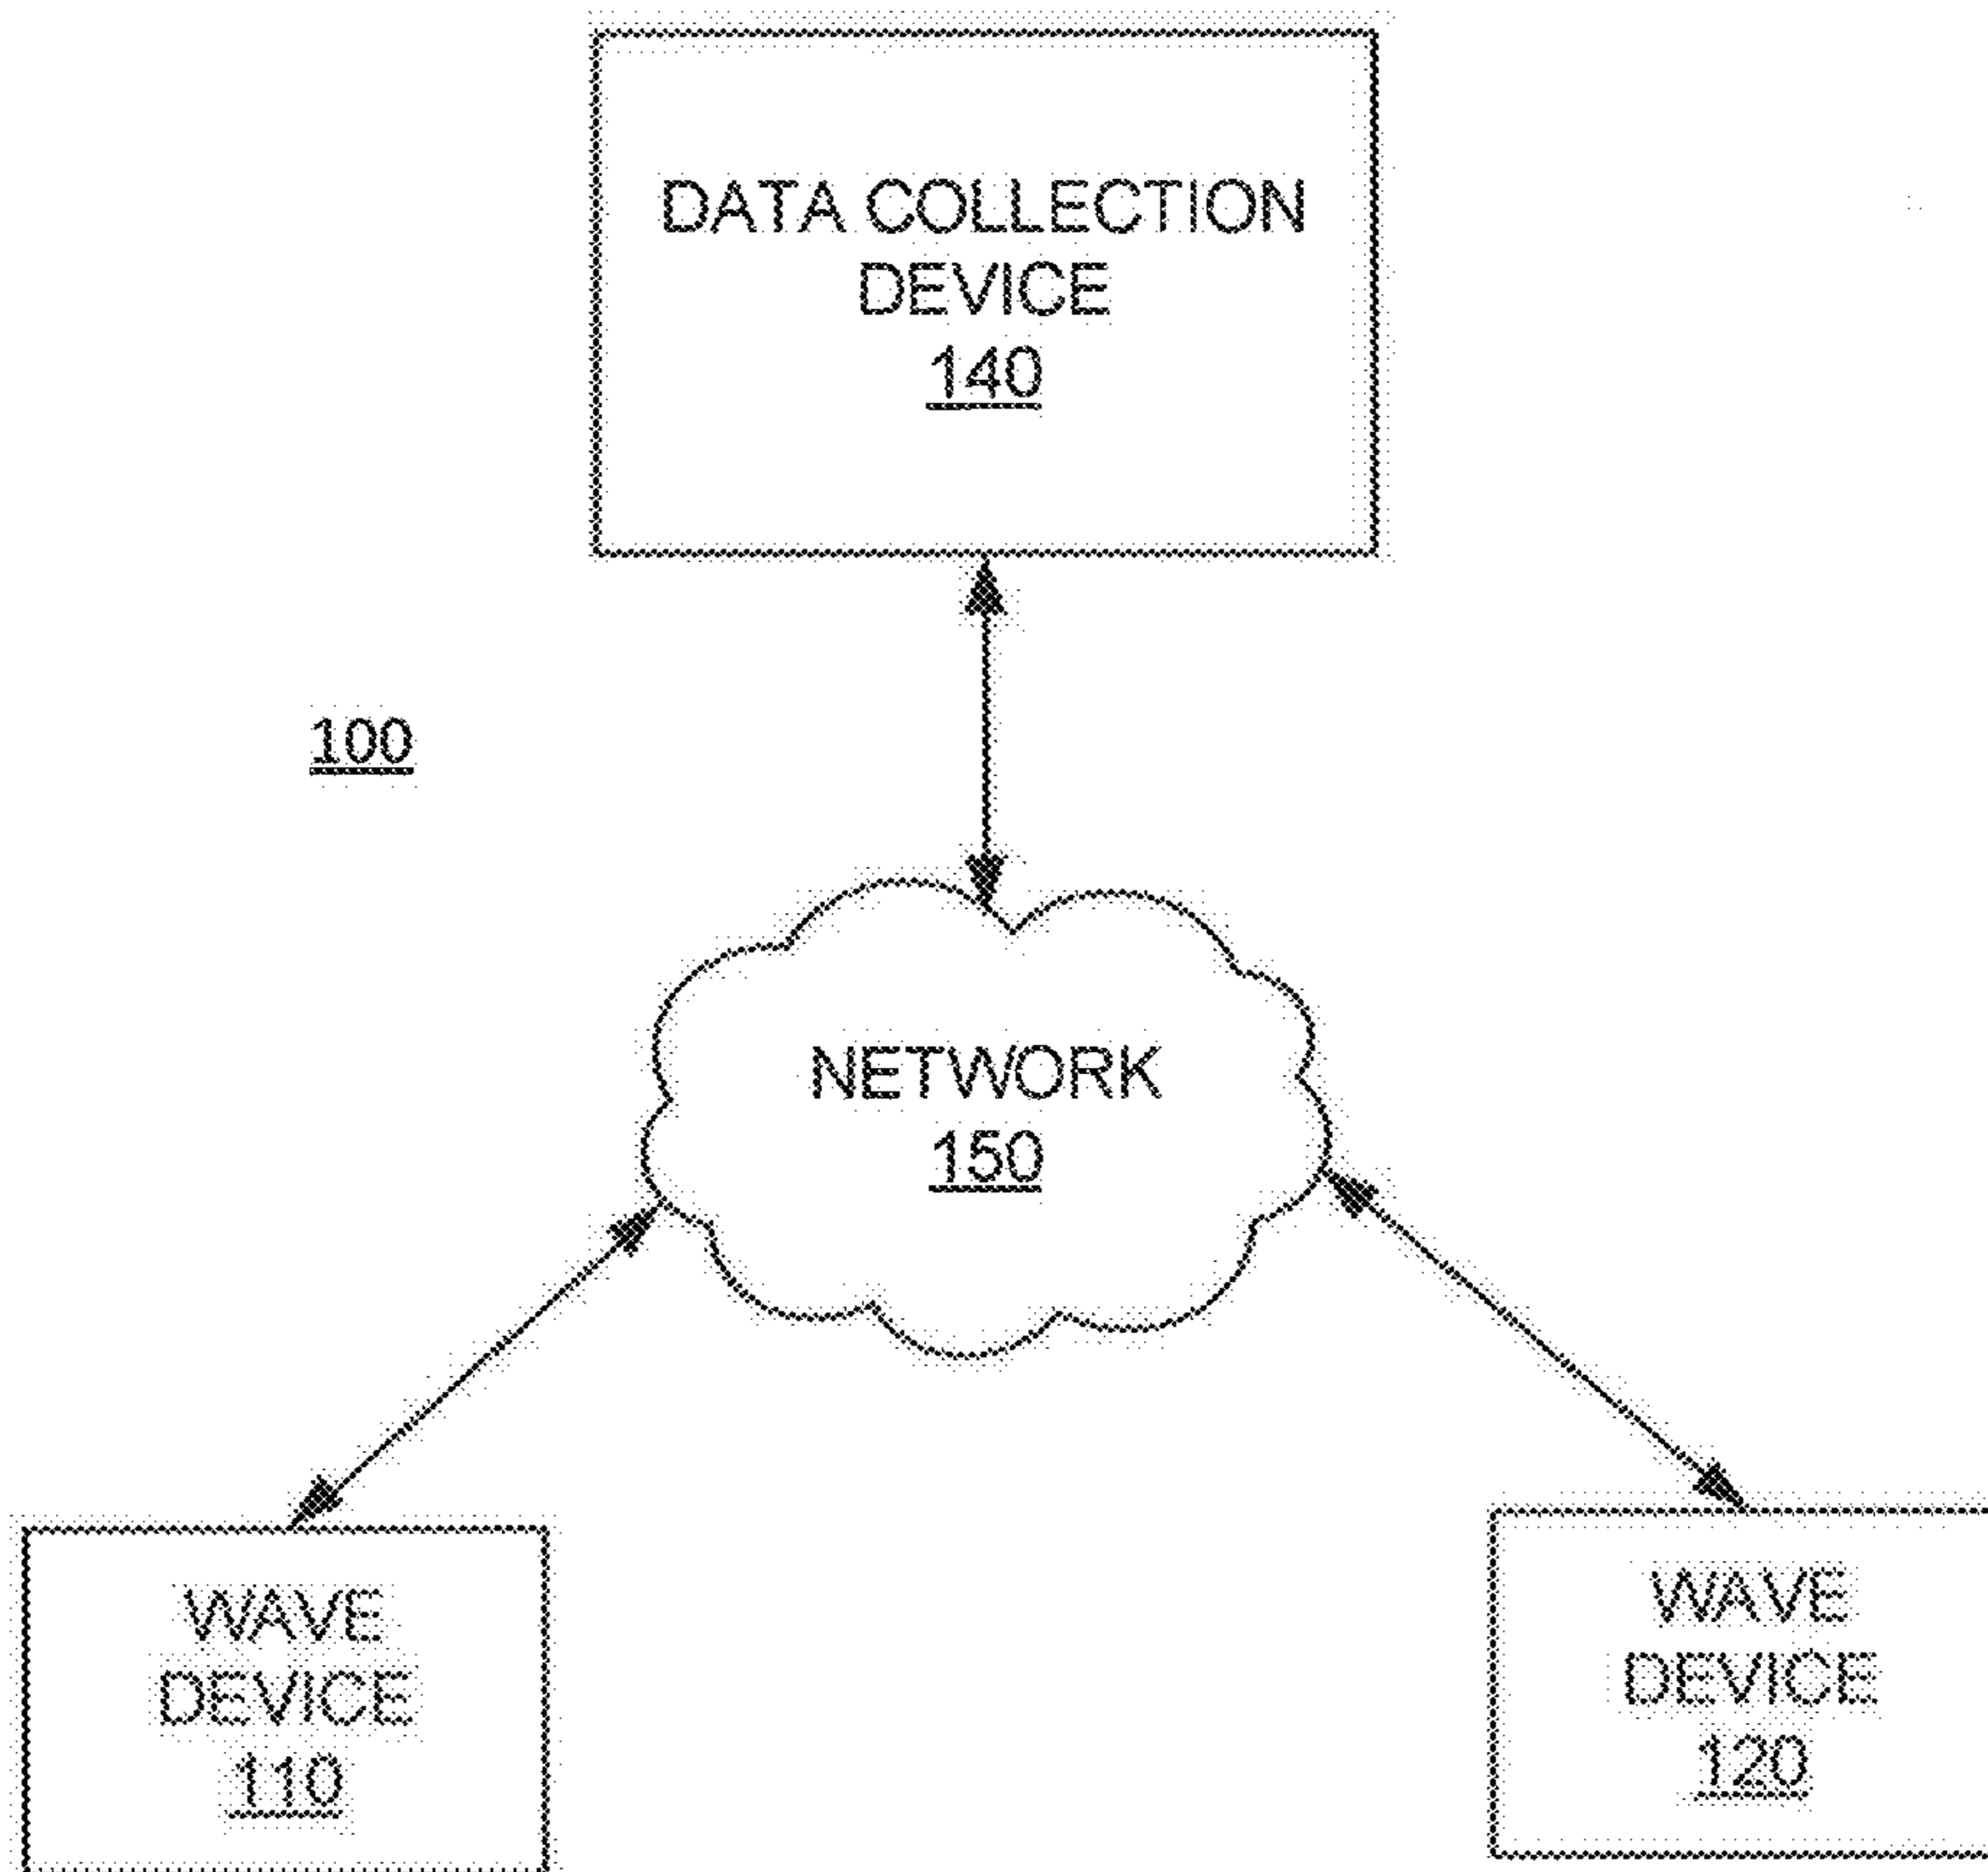 DATA COLLECTION
DEVICE
140
100
NETWORK
150
WAVE
DEVICE
110
WAVE
DEVICE
120